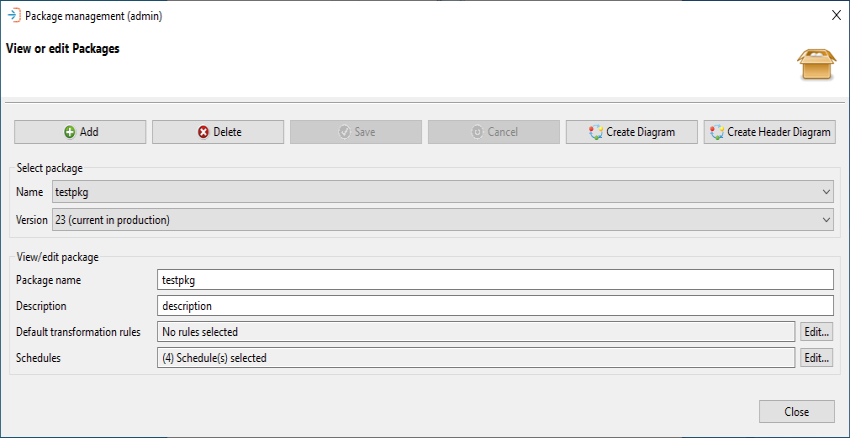 Package management (admin)
View or edit Packages
Add Delete Save Cancel Create Diagram Create Header Diagram
Select package
Name testpkg
Version 23 (current in production)
View/edit package
Package name testpkg
Description description
Default transformation rules No rules selected Edit...
Schedules (4) Schedule(s) selected Edit...
Close